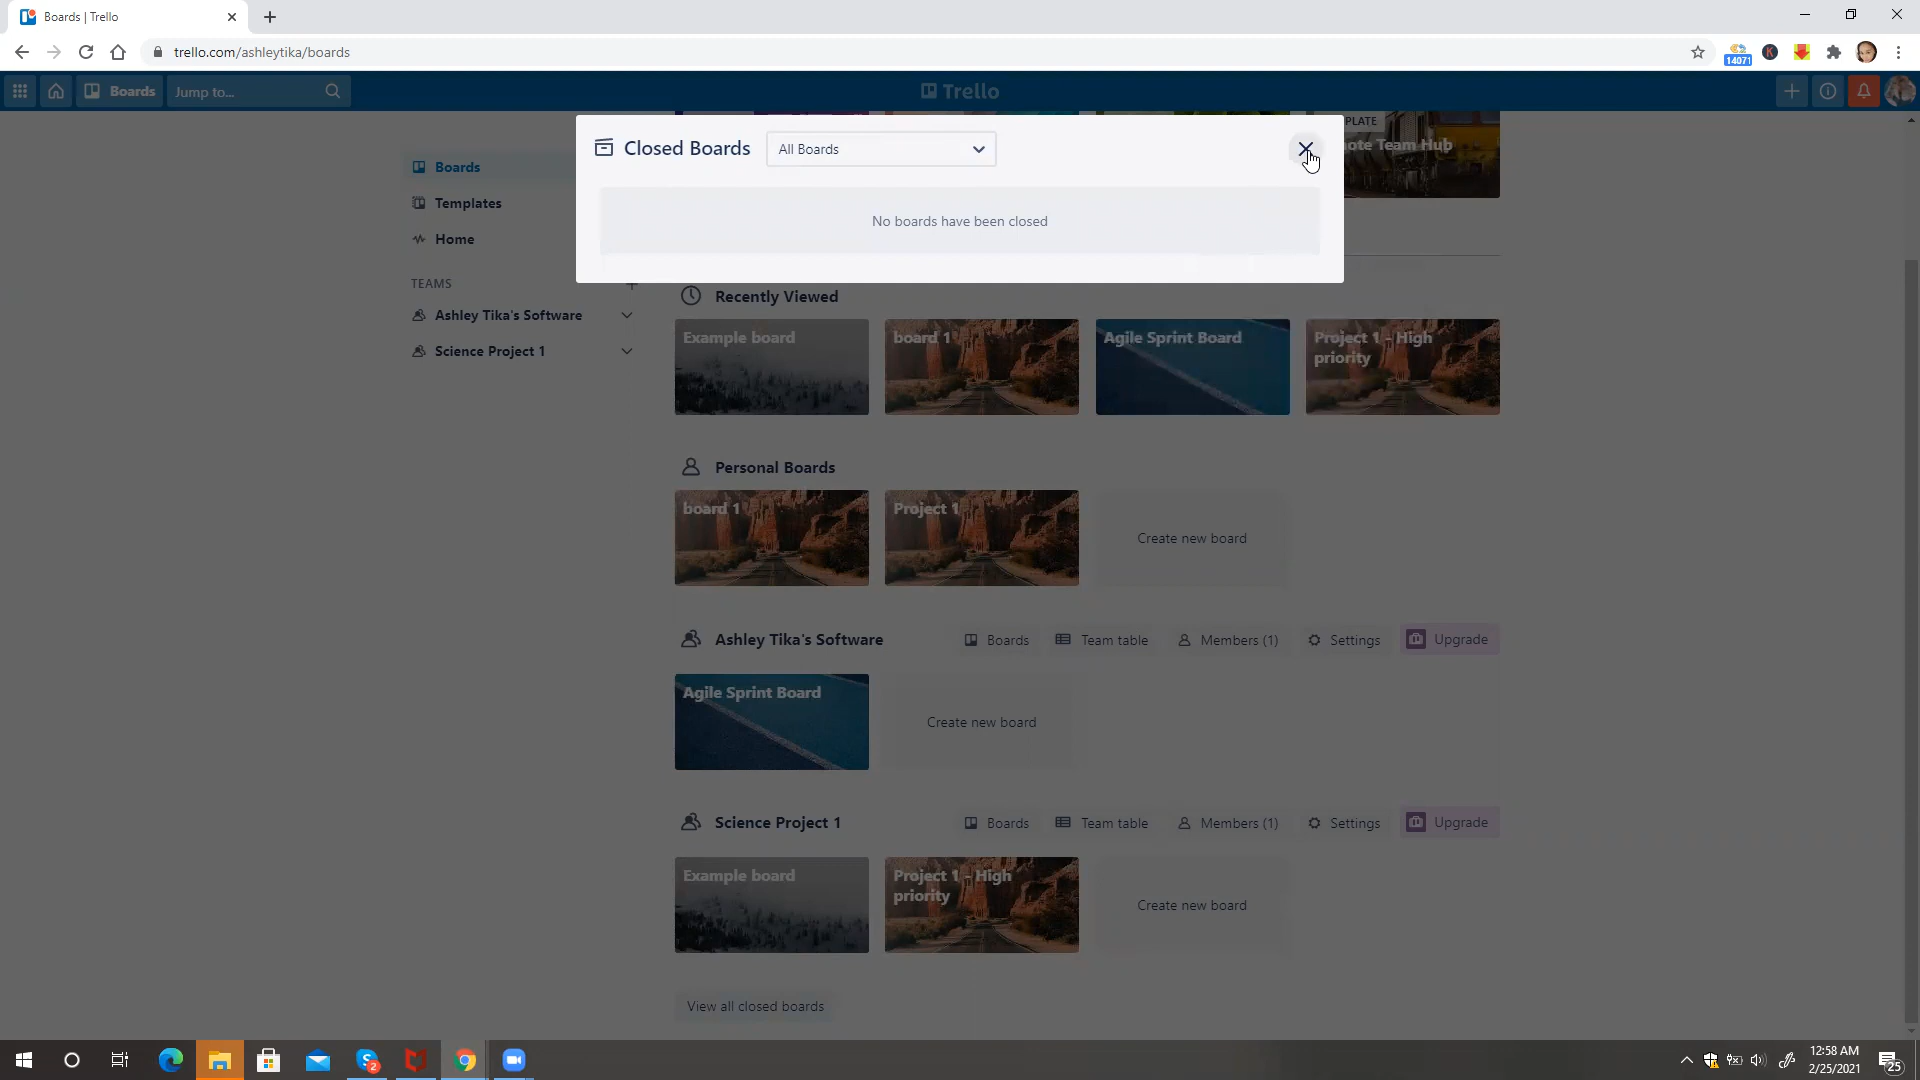 Boards | Trello
trello.com/ashleytika/boards
14071
K
Boards
Jump to...
Trello
Closed Boards
All Boards
PLATE
ote Team Hub
No boards have been closed
Boards
Templates
Home
TEAMS
Ashley Tika's Software
Science Project 1
Recently Viewed
Example board
board 1
Agile Sprint Board
Project 1 - High
priority
Personal Boards
board 1
Project 1
Create new board
Ashley Tika's Software
Boards
Team table
Members (1)
Settings
Upgrade
Agile Sprint Board
Create new board
Science Project 1
Boards
Team table
Members (1)
Settings
Upgrade
Example board
Project 1 - High
priority
Create new board
View all closed boards
S
2
12:58 AM
2/25/2021
25